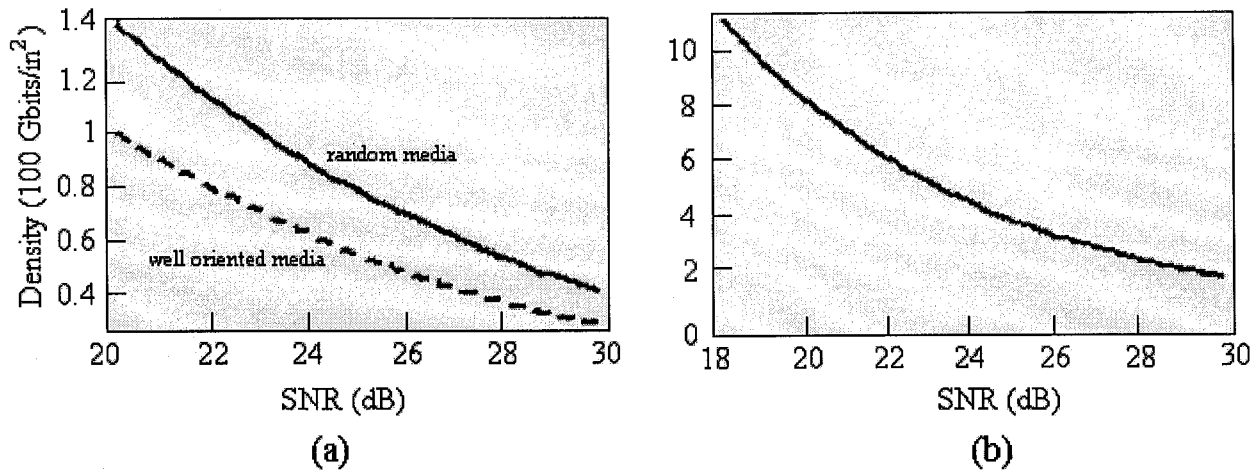 Density (100 Gbits/in²)
1.4
1.2
1
0.8
0.6
0.4
random media
well oriented media
20 22 24 26 28 30
SNR (dB)
(a)
10
8
6
4
2
0
18 20 22 24 26 28 30
SNR (dB)
(b)